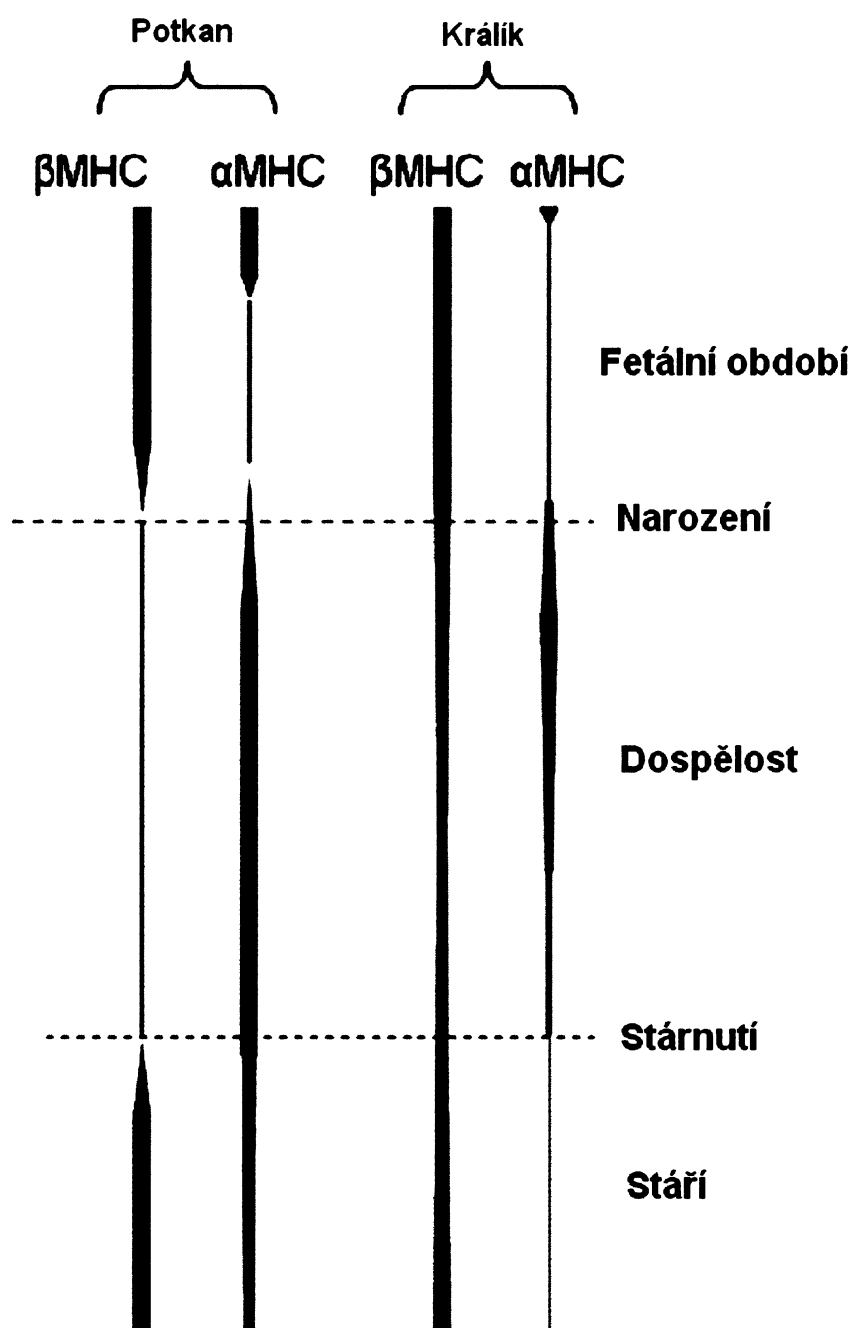 Potkan Králík
βMHC αMHC βMHC αMHC
Fetální období
Narození
Dospělost
Stárnutí
Stáří